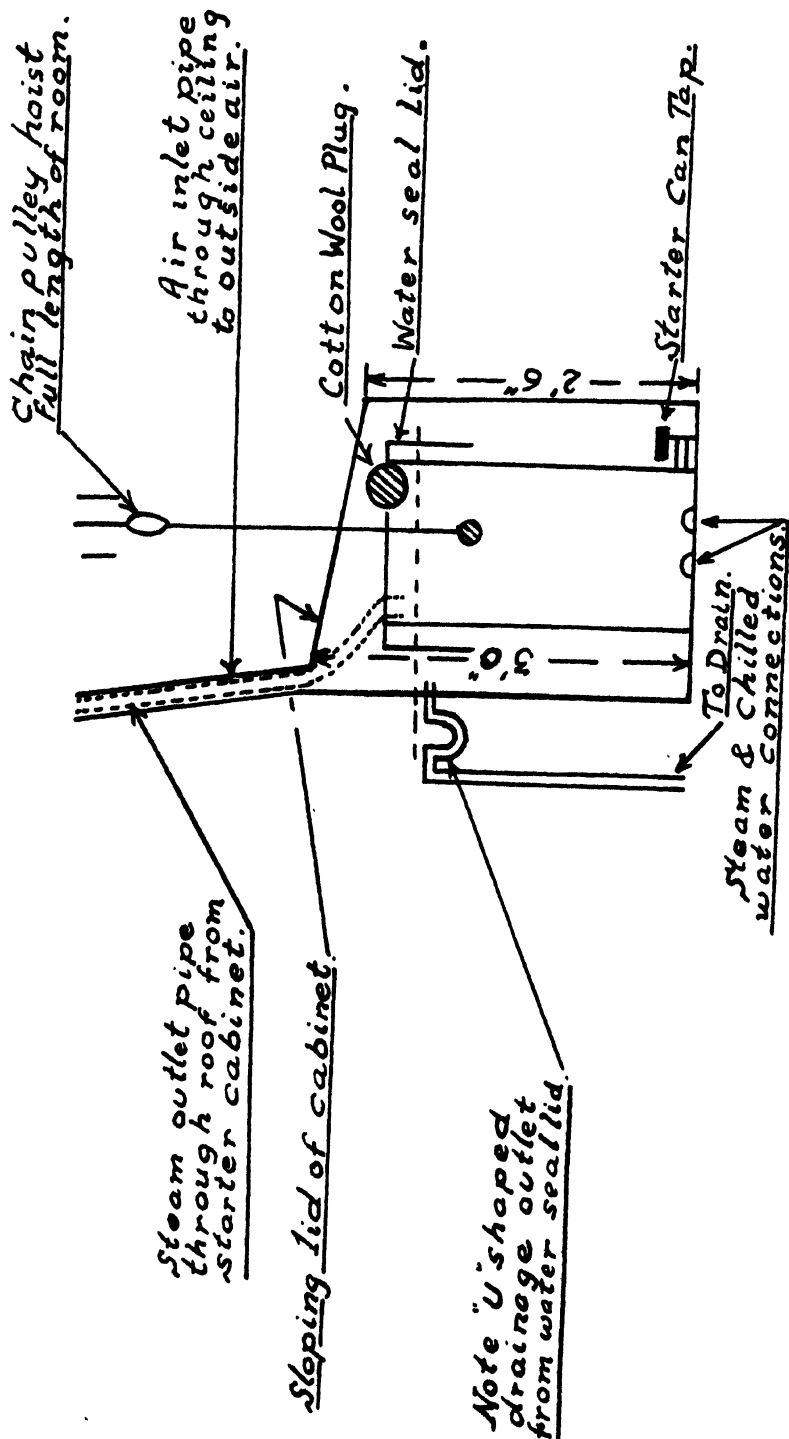 Chain pulley hoist
Full length of room.
Air inlet pipe
through ceiling
to outside air.
Cotton Wool Plug.
Water seal Lid.
Starter Can Tap.
2' 6"
3' 0"
To Drain.
Steam & Chilled
water connections.
Steam outlet pipe
through roof from
starter cabinet.
Sloping lid of cabinet.
Note "U" shaped
drainage outlet
from water seal lid.